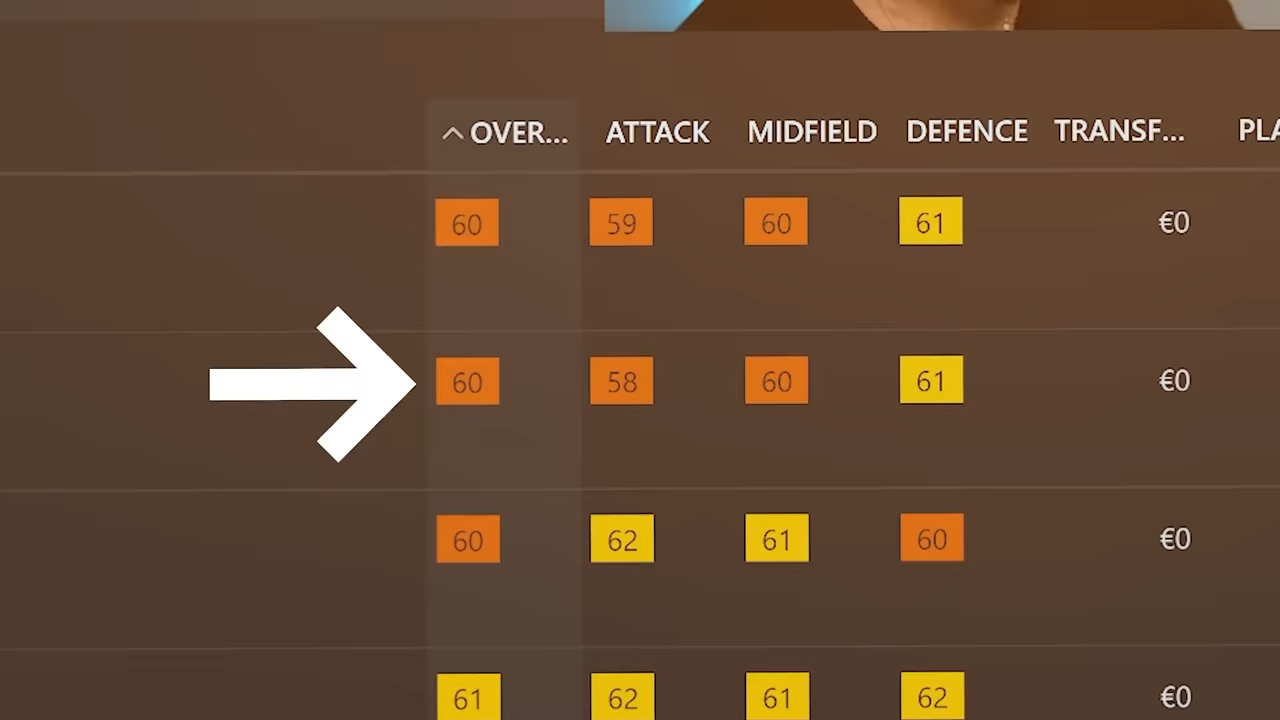 OVER... ATTACK MIDFIELD DEFENCE TRANSF... PLA
60 59 60 61 €0
60 58 60 61 €0
60 62 61 60 €0
61 62 61 62 €0